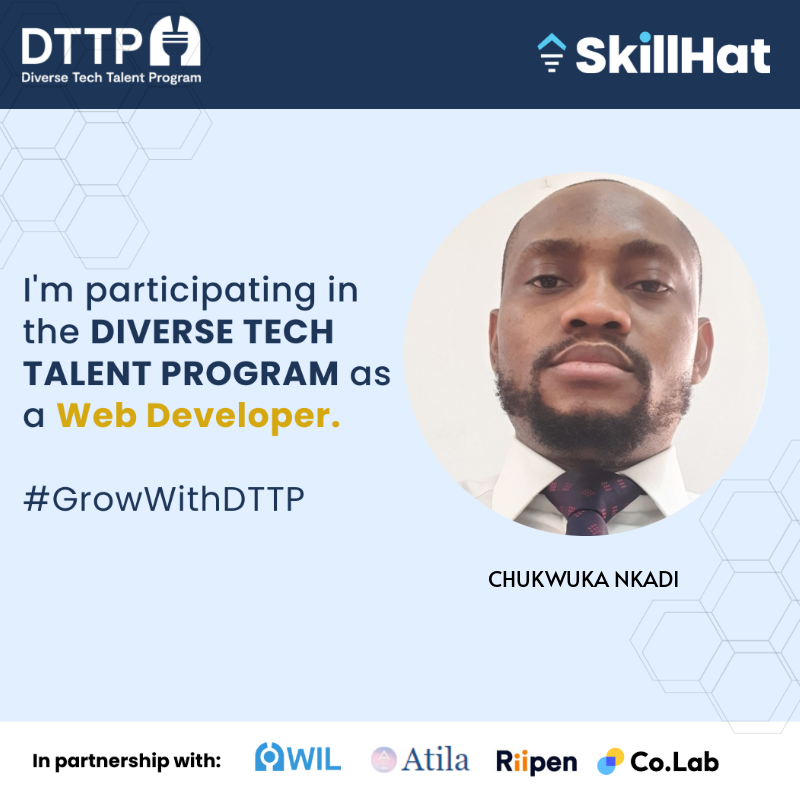 DTTP
Diverse Tech Talent Program
SkillHat
I'm participating in
the DIVERSE TECH
TALENT PROGRAM as
a Web Developer.
#GrowWithDTTP
CHUKWUKA NKADI
In partnership with:
WIL
Atila
Riipen
Co.Lab